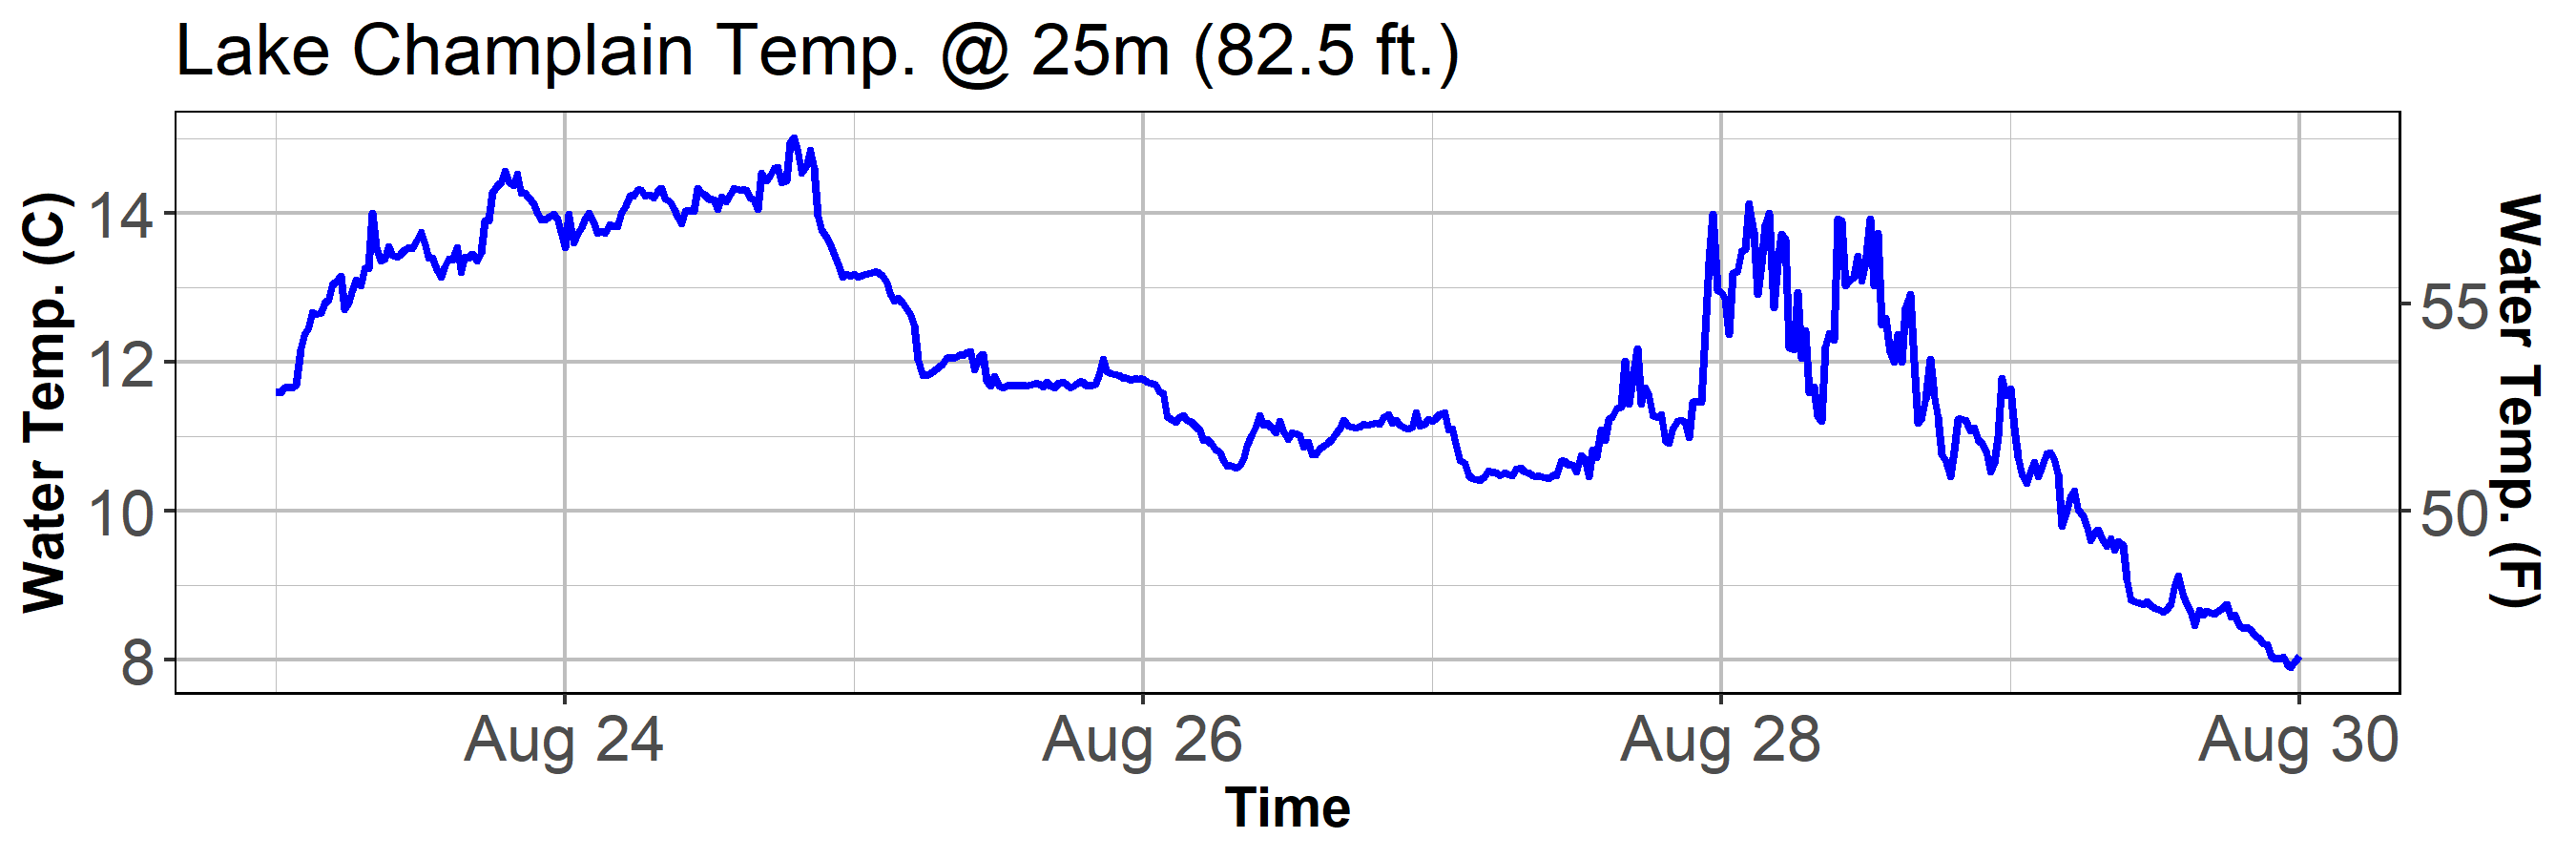 Lake Champlain Temp. @ 25m (82.5 ft.)
Water Temp. (C)
14
12
10
8
55
50
Water Temp. (F)
Aug 24
Aug 26
Aug 28
Aug 30
Time